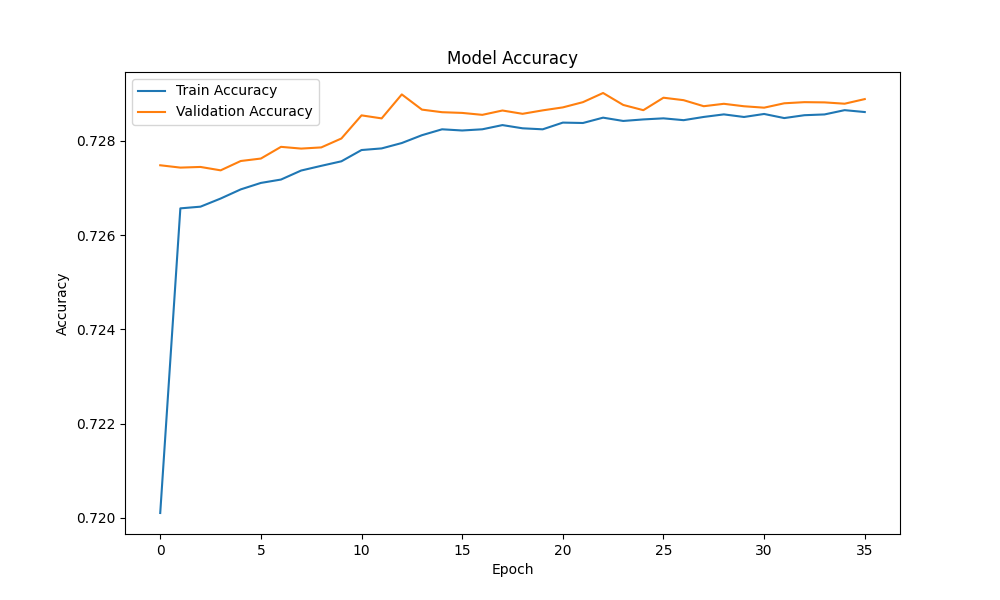 Model Accuracy
Train Accuracy
Validation Accuracy
0.728
0.726
0.724
0.722
0.720
Accuracy
0 5 10 15 20 25 30 35
Epoch